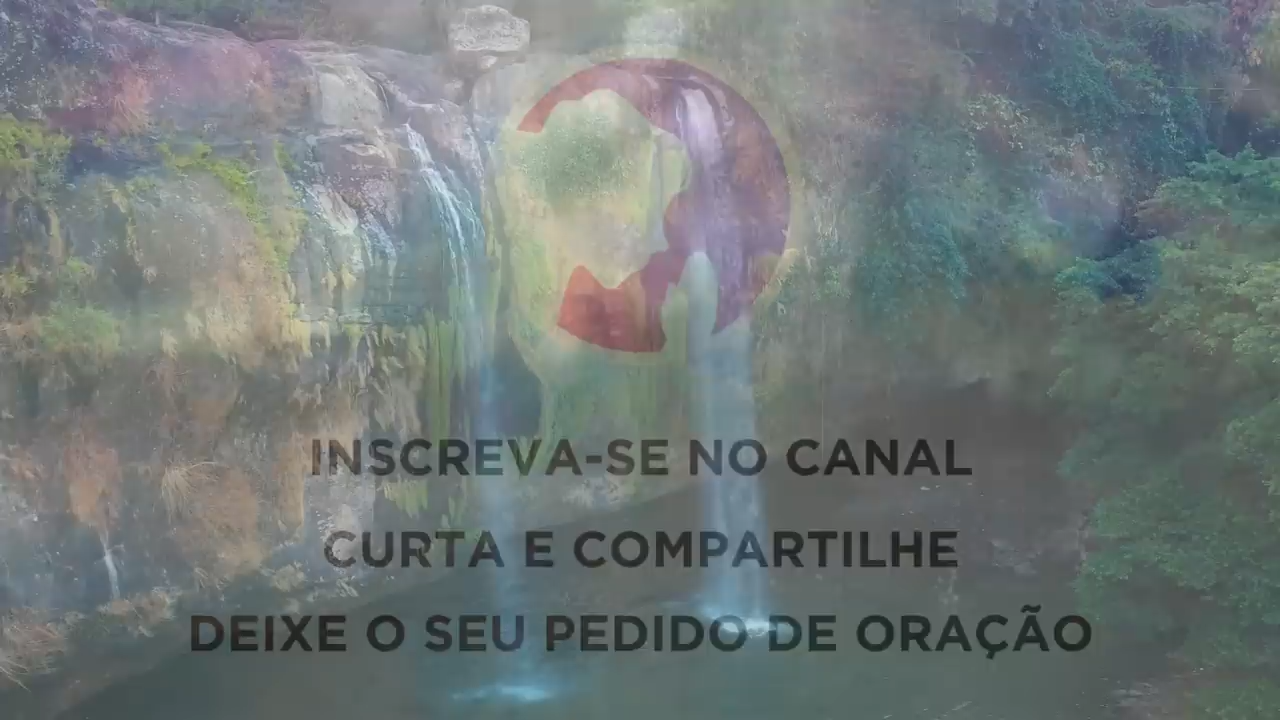 INSCREVA-SE NO CANAL
CURTA E COMPARTILHE
DEIXE O SEU PEDIDO DE ORAÇÃO